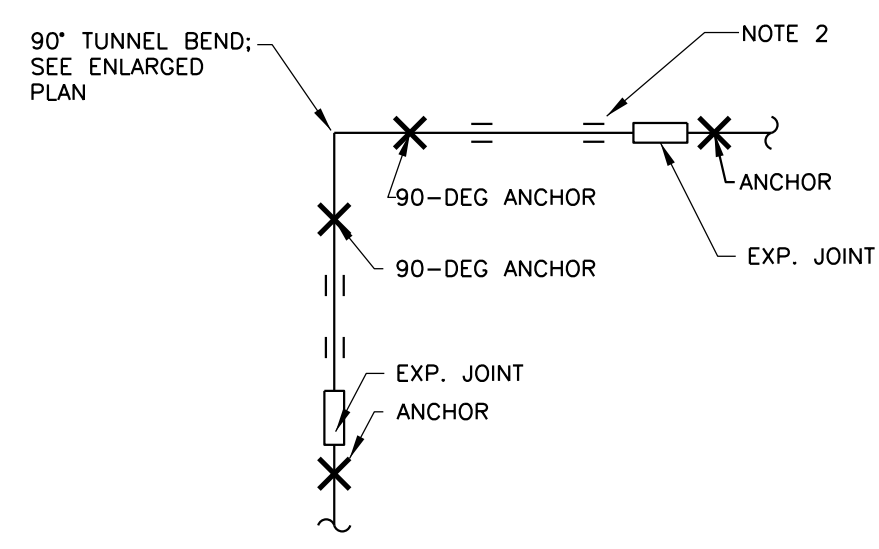 90° TUNNEL BEND;
SEE ENLARGED
PLAN
NOTE 2
ANCHOR
90-DEG ANCHOR
EXP. JOINT
90-DEG ANCHOR
EXP. JOINT
ANCHOR